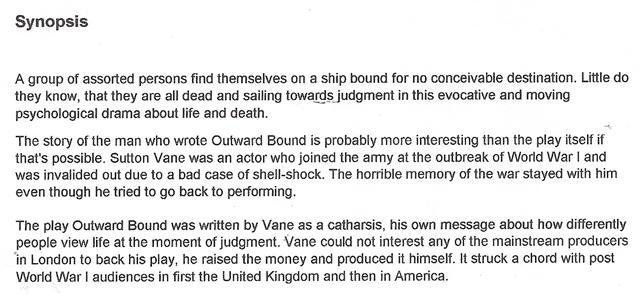 Synopsis
A group of assorted persons find themselves on a ship bound for no conceivable destination. Little do
they know, that they are all dead and sailing towards judgment in this evocative and moving
psychological drama about life and death.
The story of the man who wrote Outward Bound is probably more interesting than the play itself if
that's possible. Sutton Vane was an actor who joined the army at the outbreak of World War I and
was invalided out due to a bad case of shell-shock. The horrible memory of the war stayed with him
even though he tried to go back to performing.
The play Outward Bound was written by Vane as a catharsis, his own message about how differently
people view life at the moment of judgment. Vane could not interest any of the mainstream producers
in London to back his play, he raised the money and produced it himself. It struck a chord with post
World War I audiences in first the United Kingdom and then in America.